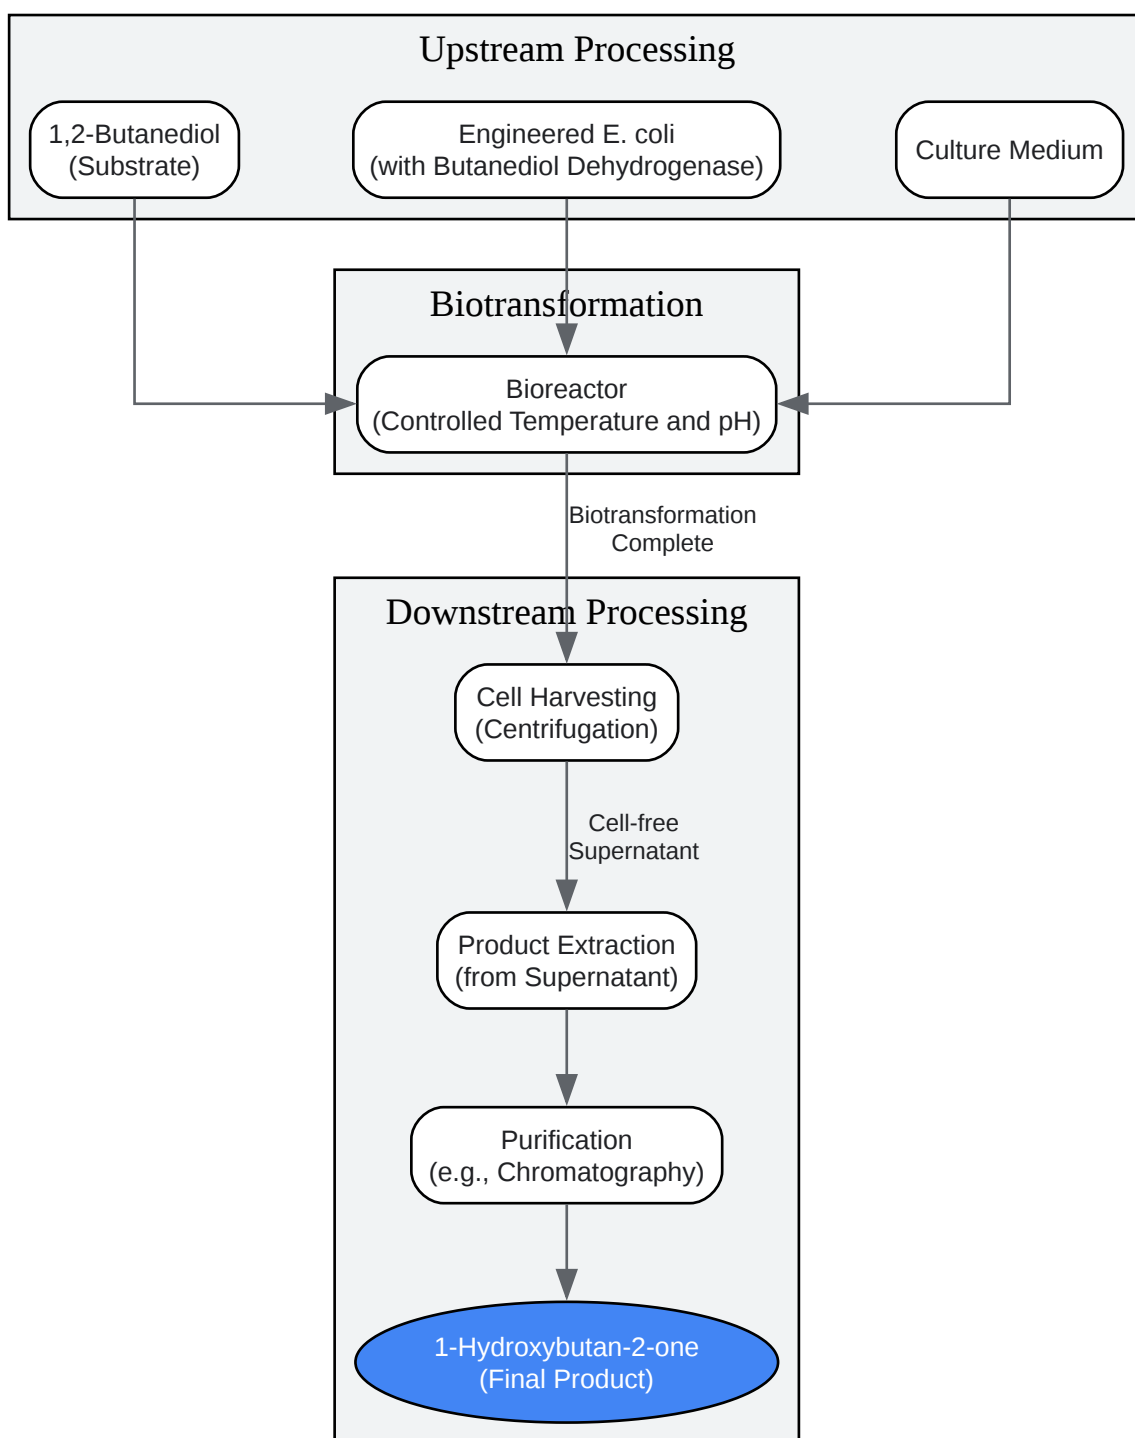 Upstream Processing
1,2-Butanediol
(Substrate)
Engineered E. coli
(with Butanediol Dehydrogenase)
Culture Medium
Biotransformation
Bioreactor
(Controlled Temperature and pH)
Biotransformation
Complete
Downstream Processing
Cell Harvesting
(Centrifugation)
Cell-free
Supernatant
Product Extraction
(from Supernatant)
Purification
(e.g., Chromatography)
1-Hydroxybutan-2-one
(Final Product)